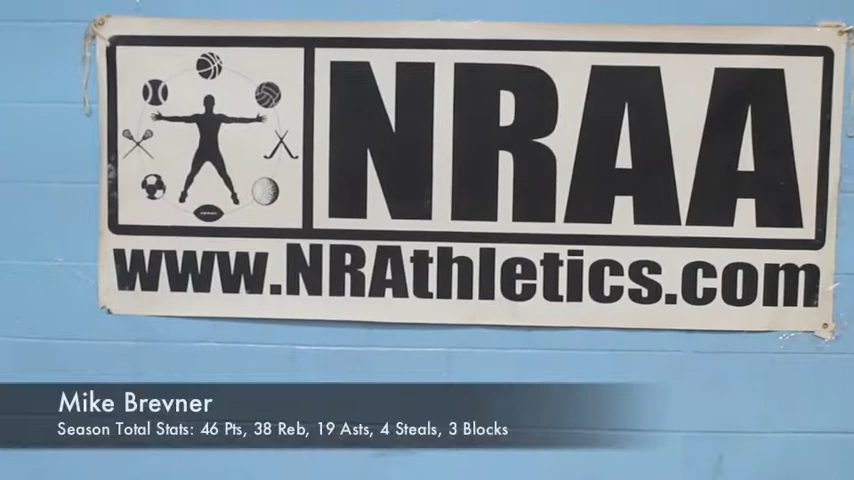 NRAA
www.NRAthletics.com
Mike Brevner
Season Total Stats: 46 Pts, 38 Reb, 19 Asts, 4 Steals, 3 Blocks